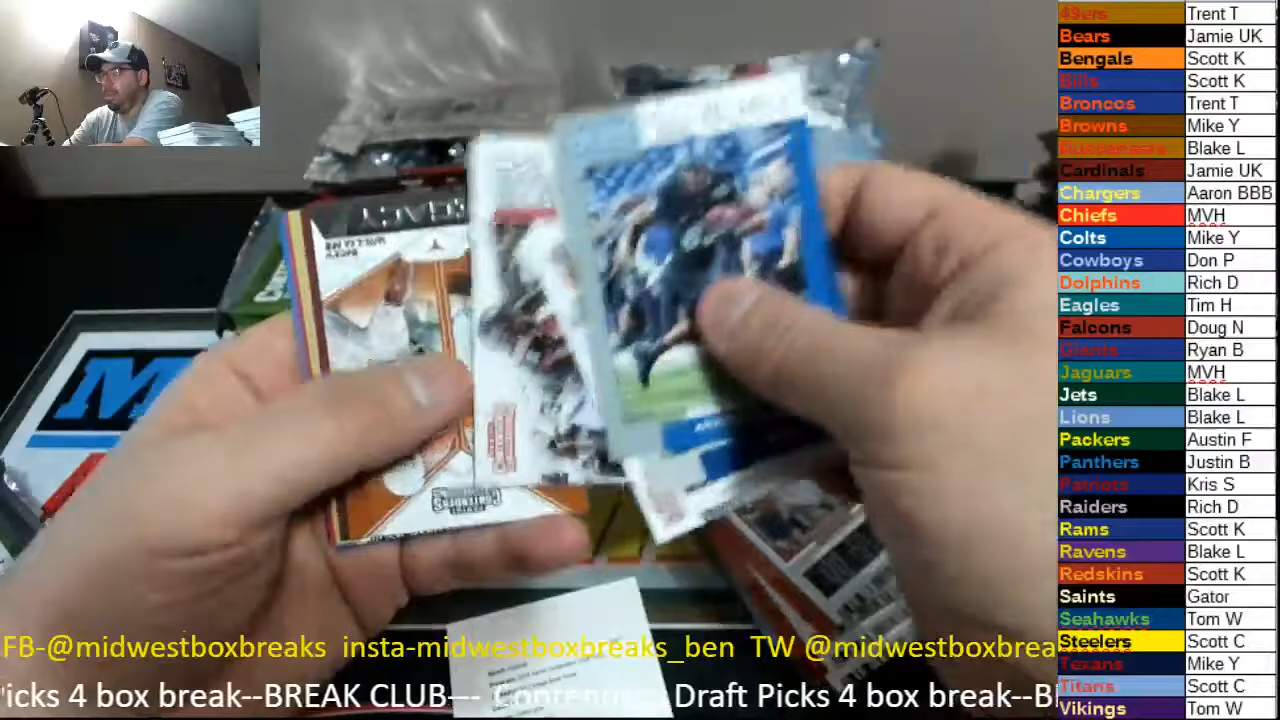 49ers Trent T
Bears Jamie UK
Bengals Scott K
Bills Scott K
Broncos Trent T
Browns Mike Y
Buccaneers Blake L
Cardinals Jamie UK
Chargers Aaron BBB
Chiefs MVH
Colts Mike Y
Cowboys Don P
Dolphins Rich D
Eagles Tim H
Falcons Doug N
Giants Ryan B
Jaguars MVH
Jets Blake L
Lions Blake L
Packers Austin F
Panthers Justin B
Patriots Kris S
Raiders Rich D
Rams Scott K
Ravens Blake L
Redskins Scott K
Saints Gator
Seahawks Tom W
Steelers Scott C
Texans Mike Y
Titans Scott C
Vikings Tom W
LEGACY
CONTENDERS
M
FB-@midwestboxbreaks insta-midwestboxbreaks_ben TW @midwestboxbrea
Picks 4 box break--BREAK CLUB--- Contenders Draft Picks 4 box break--B